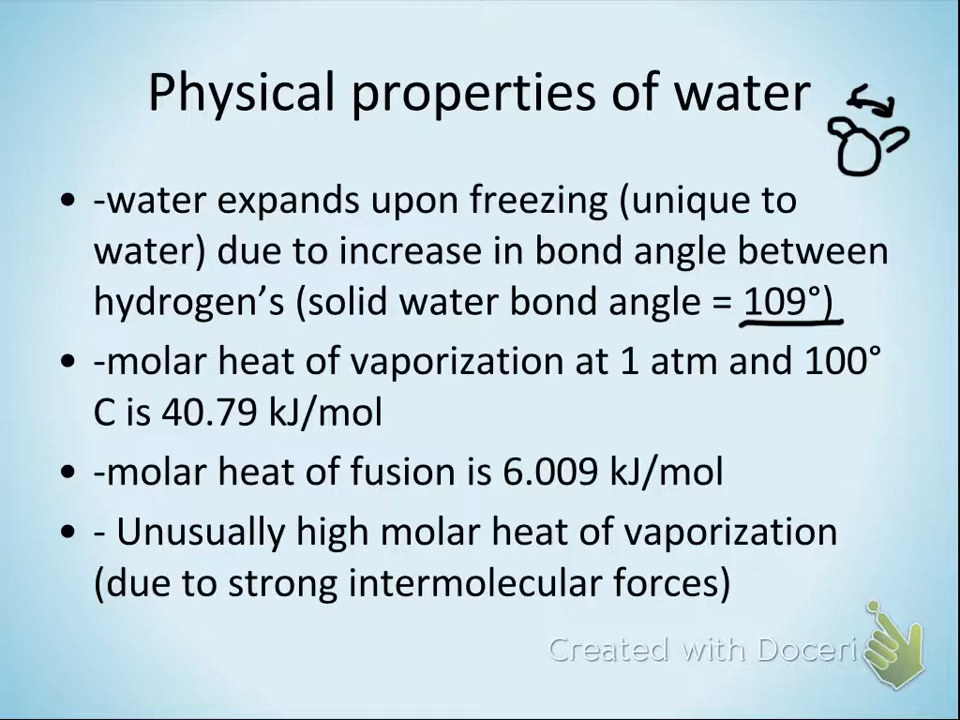 Physical properties of water
• -water expands upon freezing (unique to
water) due to increase in bond angle between
hydrogen’s (solid water bond angle = 109°)
• -molar heat of vaporization at 1 atm and 100°
C is 40.79 kJ/mol
• -molar heat of fusion is 6.009 kJ/mol
• - Unusually high molar heat of vaporization
(due to strong intermolecular forces)
Created with Doceri